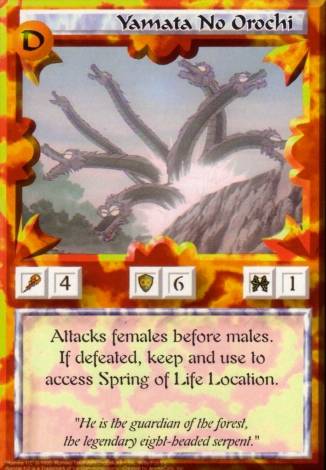 Yamata No Orochi
D
4 6 1
Attacks females before males.
If defeated, keep and use to
access Spring of Life Location.
"He is the guardian of the forest,
the legendary eight-headed serpent."